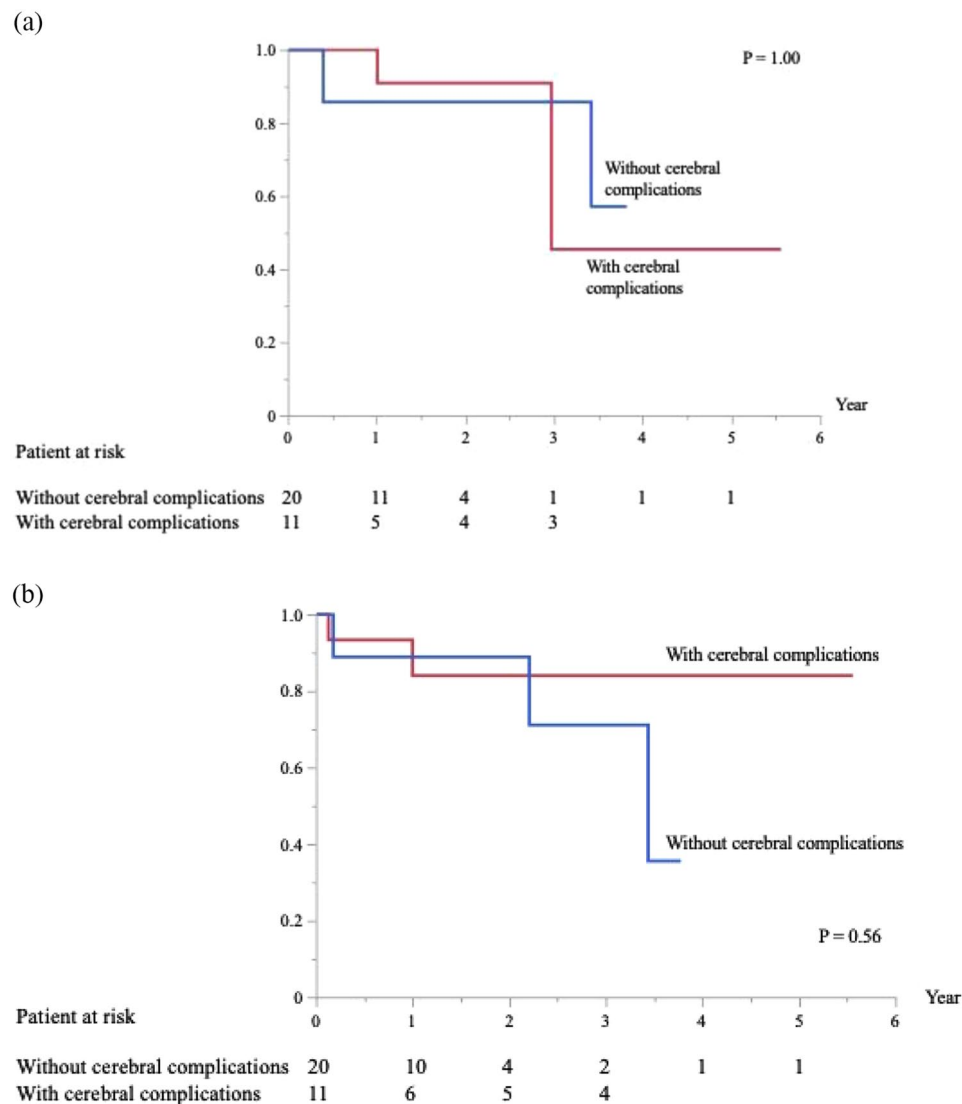 (a)
1.0
P = 1.00
0.8
Without cerebral
complications
0.6
0.4
With cerebral
complications
0.2
0
Year
0 1 2 3 4 5 6
Patient at risk
Without cerebral complications 20 11 4 1 1 1
With cerebral complications 11 5 4 3
(b)
1.0
With cerebral complications
0.8
0.6
0.4
Without cerebral complications
0.2
P = 0.56
0
Year
Patient at risk
0 1 2 3 4 5 6
Without cerebral complications 20 10 4 2 1 1
With cerebral complications 11 6 5 4